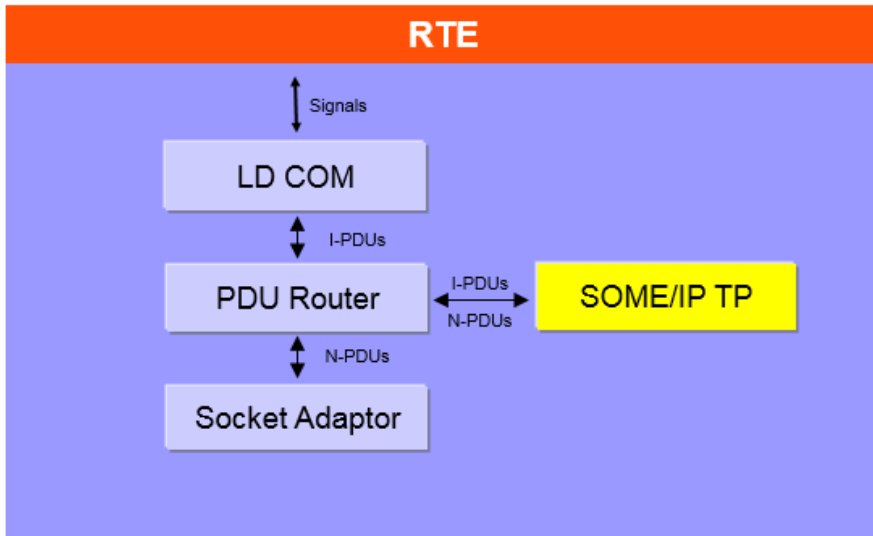 RTE
Signals
LD COM
I-PDUs
PDU Router
I-PDUs
N-PDUs
SOME/IP TP
N-PDUs
Socket Adaptor